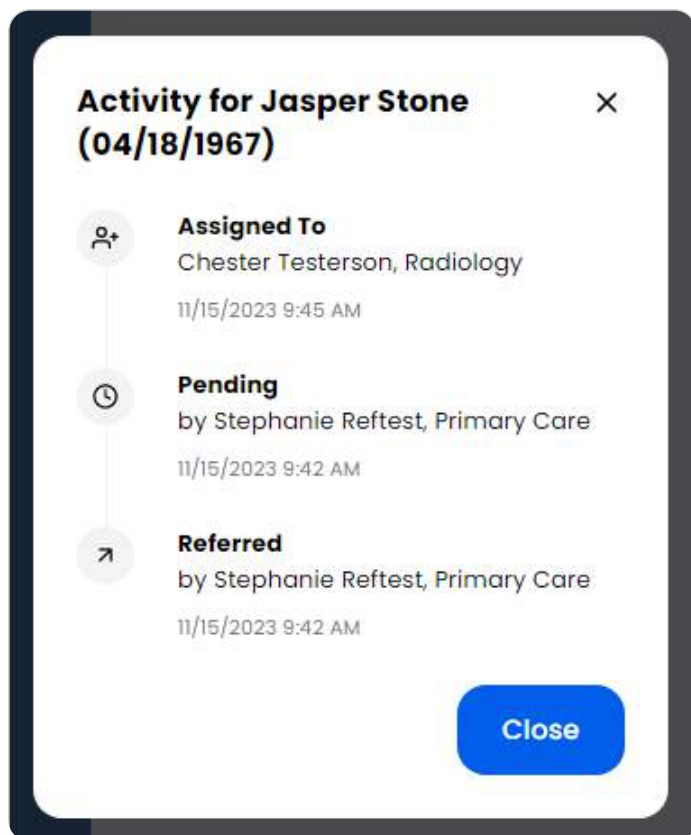 Activity for Jasper Stone
(04/18/1967)
Assigned To
Chester Testerson, Radiology
11/15/2023 9:45 AM
Pending
by Stephanie Reftest, Primary Care
11/15/2023 9:42 AM
Referred
by Stephanie Reftest, Primary Care
11/15/2023 9:42 AM
Close